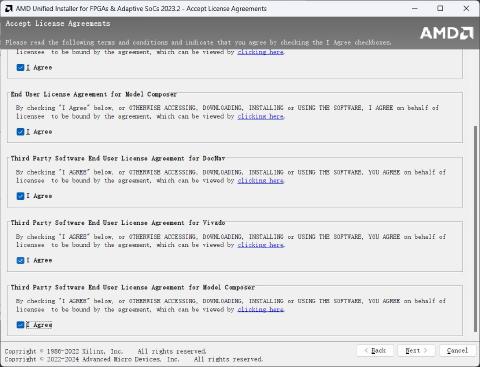 AMD Unified Installer for FPGAs & Adaptive SoCs 2023.2 - Accept License Agreements
Accept License Agreements
Please read the following terms and conditions and indicate that you agree by checking the I Agree checkboxes.
AMD
licensee to be bound by the agreement, which can be viewed by clicking here.
I Agree
End User License Agreement for Model Composer
By checking "I Agree" below, or OTHERWISE ACCESSING, DOWNLOADING, INSTALLING or USING THE SOFTWARE, I AGREE on behalf of
licensee to be bound by the agreement, which can be viewed by clicking here.
I Agree
Third Party Software End User License Agreement for DocNav
By checking "I AGREE" below, or OTHERWISE ACCESSING, DOWNLOADING, INSTALLING or USING THE SOFTWARE, YOU AGREE on behalf of
licensee to be bound by the agreement, which can be viewed by clicking here.
I Agree
Third Party Software End User License Agreement for Vivado
By checking "I AGREE" below, or OTHERWISE ACCESSING, DOWNLOADING, INSTALLING or USING THE SOFTWARE, YOU AGREE on behalf of
licensee to be bound by the agreement, which can be viewed by clicking here.
I Agree
Third Party Software End User License Agreement for Model Composer
By checking "I AGREE" below, or OTHERWISE ACCESSING, DOWNLOADING, INSTALLING or USING THE SOFTWARE, YOU AGREE on behalf of
licensee to be bound by the agreement, which can be viewed by clicking here.
I Agree
Copyright © 1986-2022 Xilinx, Inc. All rights reserved.
Copyright © 2022-2024 Advanced Micro Devices, Inc. All rights reserved.
< Back
Next >
Cancel